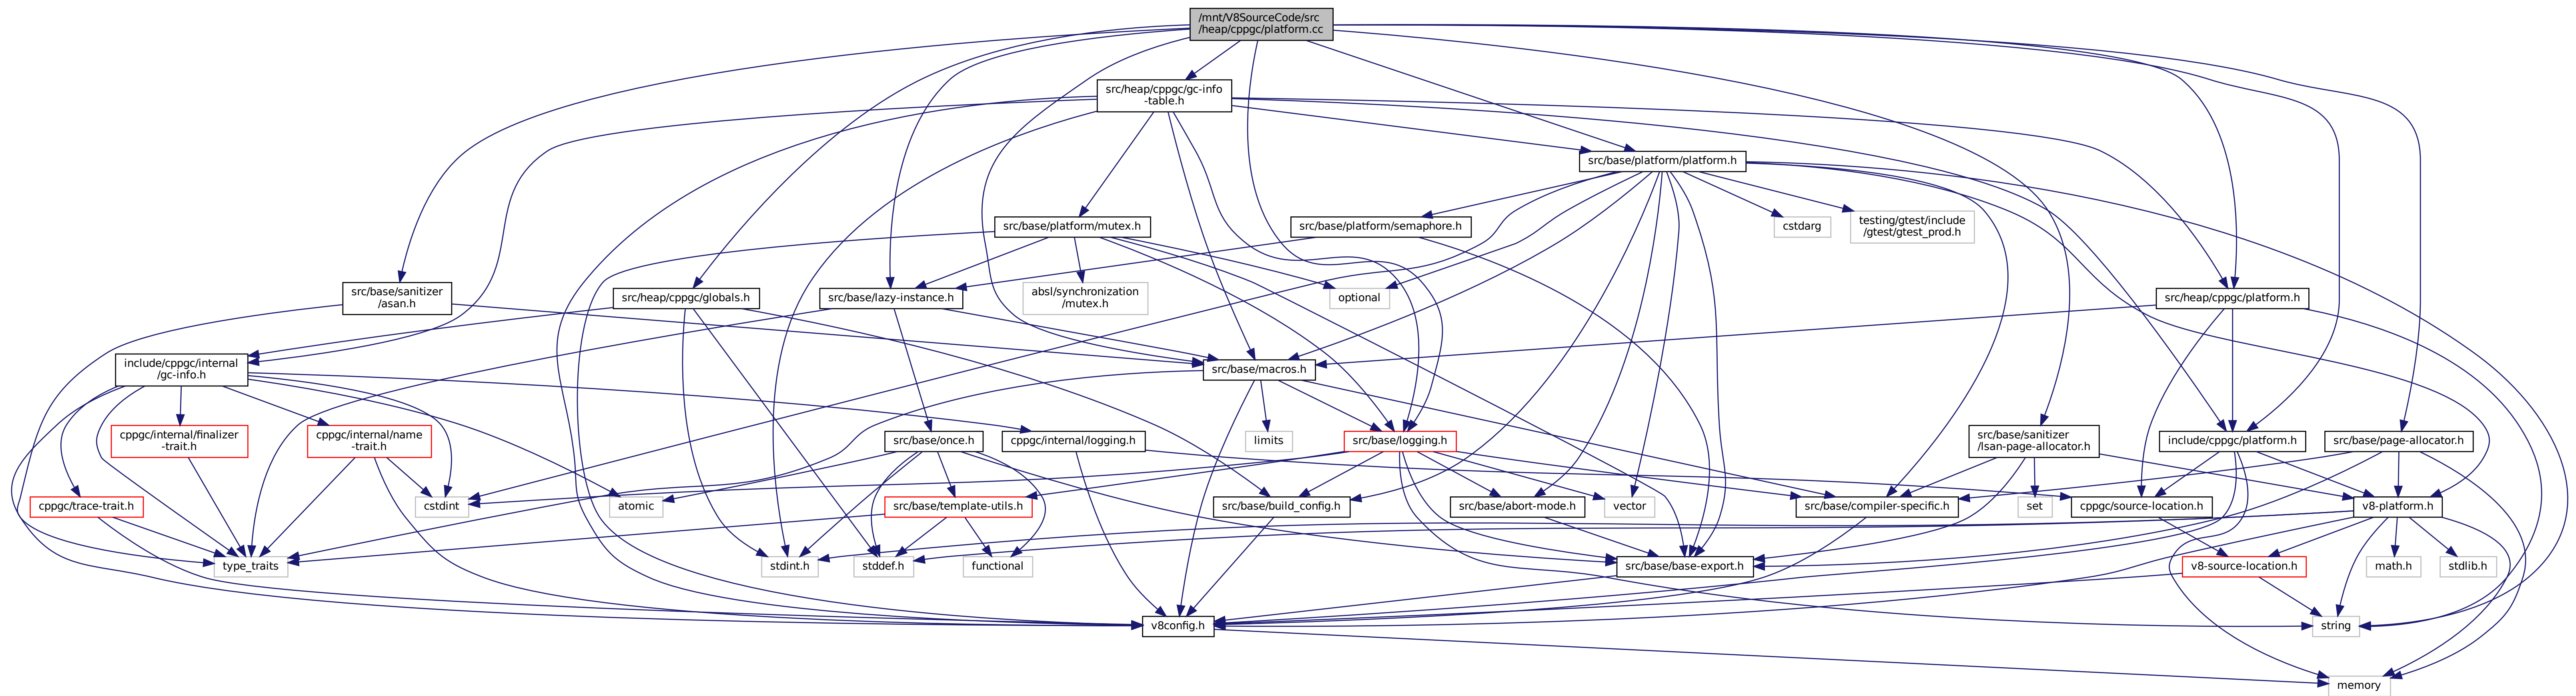 /mnt/V8SourceCode/src
/heap/cppgc/platform.cc
src/heap/cppgc/gc-info
-table.h
src/base/platform/platform.h
src/base/platform/mutex.h
src/base/platform/semaphore.h
cstdarg
testing/gtest/include
/gtest/gtest_prod.h
src/base/sanitizer
/asan.h
src/heap/cppgc/globals.h
src/base/lazy-instance.h
absl/synchronization
/mutex.h
optional
src/heap/cppgc/platform.h
include/cppgc/internal
/gc-info.h
src/base/macros.h
cppgc/internal/finalizer
-trait.h
cppgc/internal/name
-trait.h
src/base/once.h
cppgc/internal/logging.h
limits
src/base/logging.h
src/base/sanitizer
/lsan-page-allocator.h
include/cppgc/platform.h
src/base/page-allocator.h
cppgc/trace-trait.h
cstdint
atomic
src/base/template-utils.h
src/base/build_config.h
src/base/abort-mode.h
vector
src/base/compiler-specific.h
set
cppgc/source-location.h
v8-platform.h
type_traits
stdint.h
stddef.h
functional
src/base/base-export.h
v8-source-location.h
math.h
stdlib.h
v8config.h
string
memory